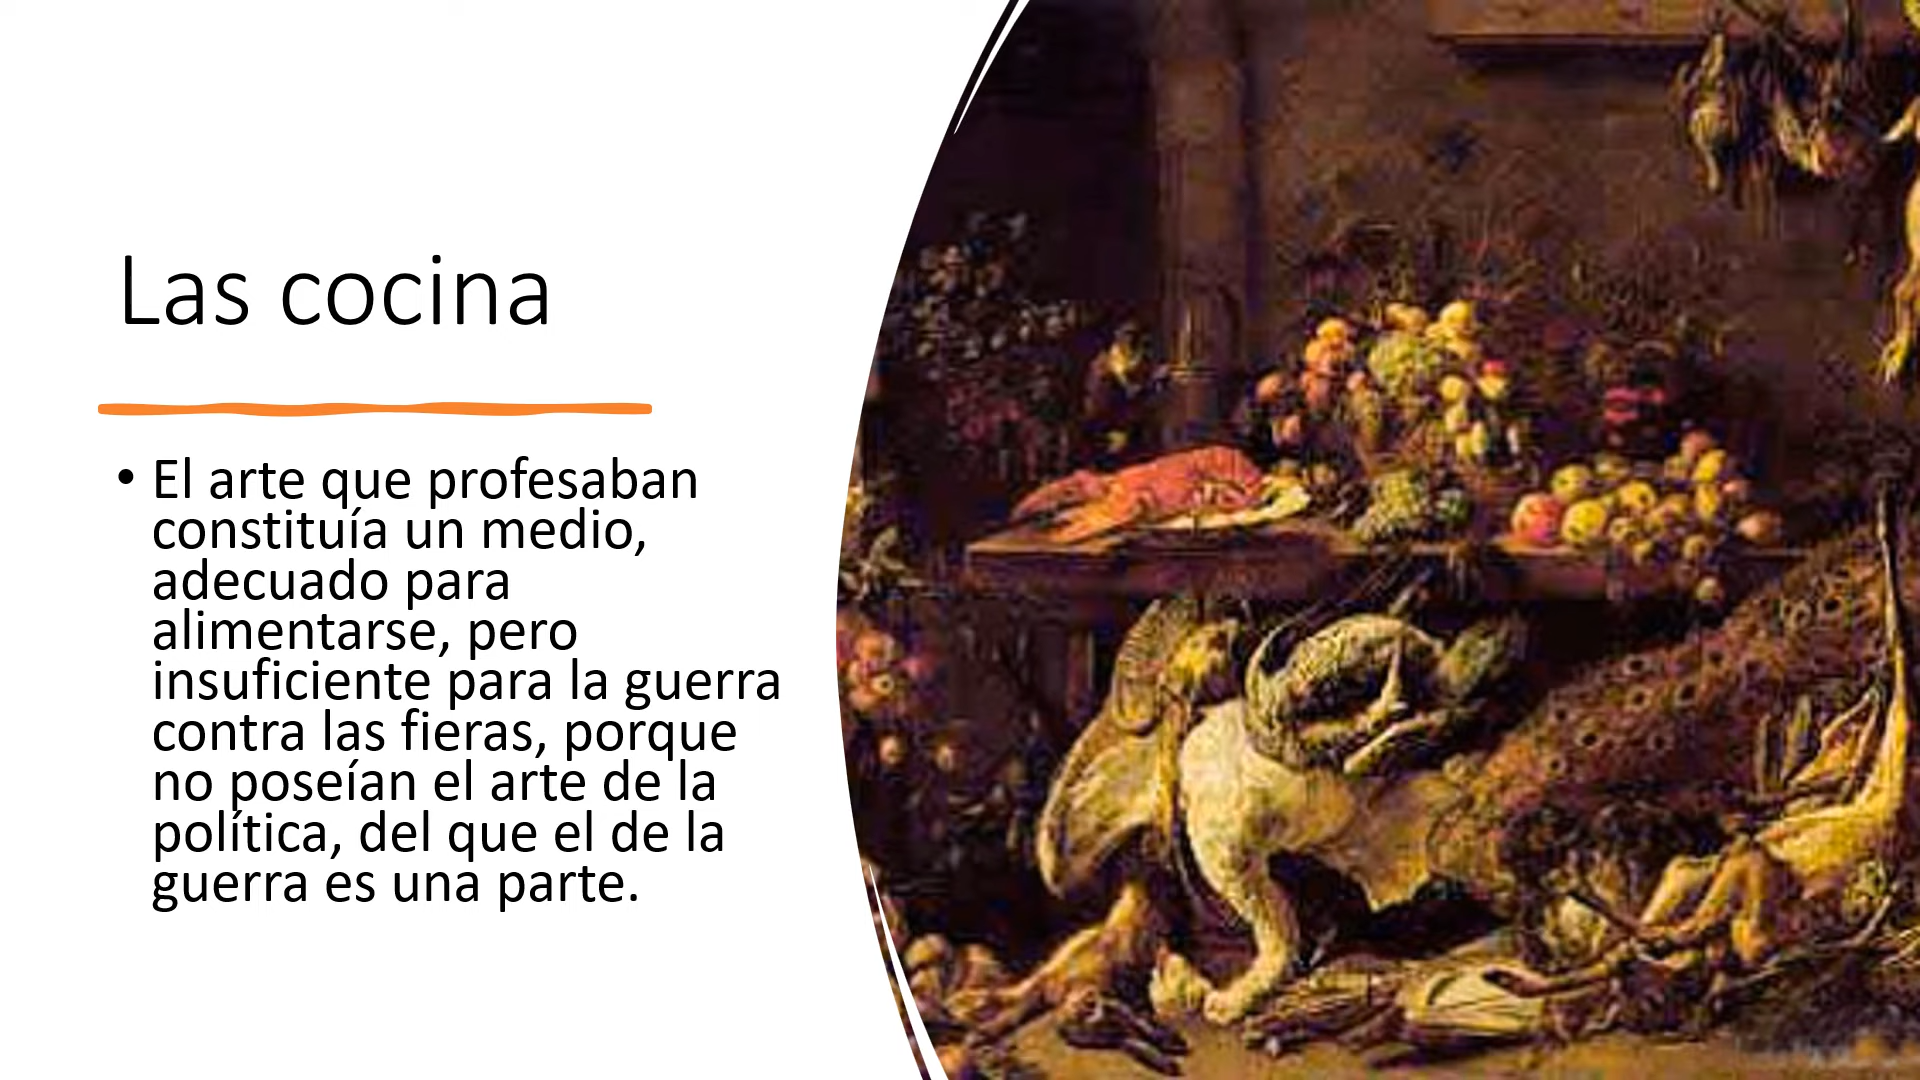 Las cocina
• El arte que profesaban
constituía un medio,
adecuado para
alimentarse, pero
insuficiente para la guerra
contra las fieras, porque
no poseían el arte de la
política, del que el de la
guerra es una parte.